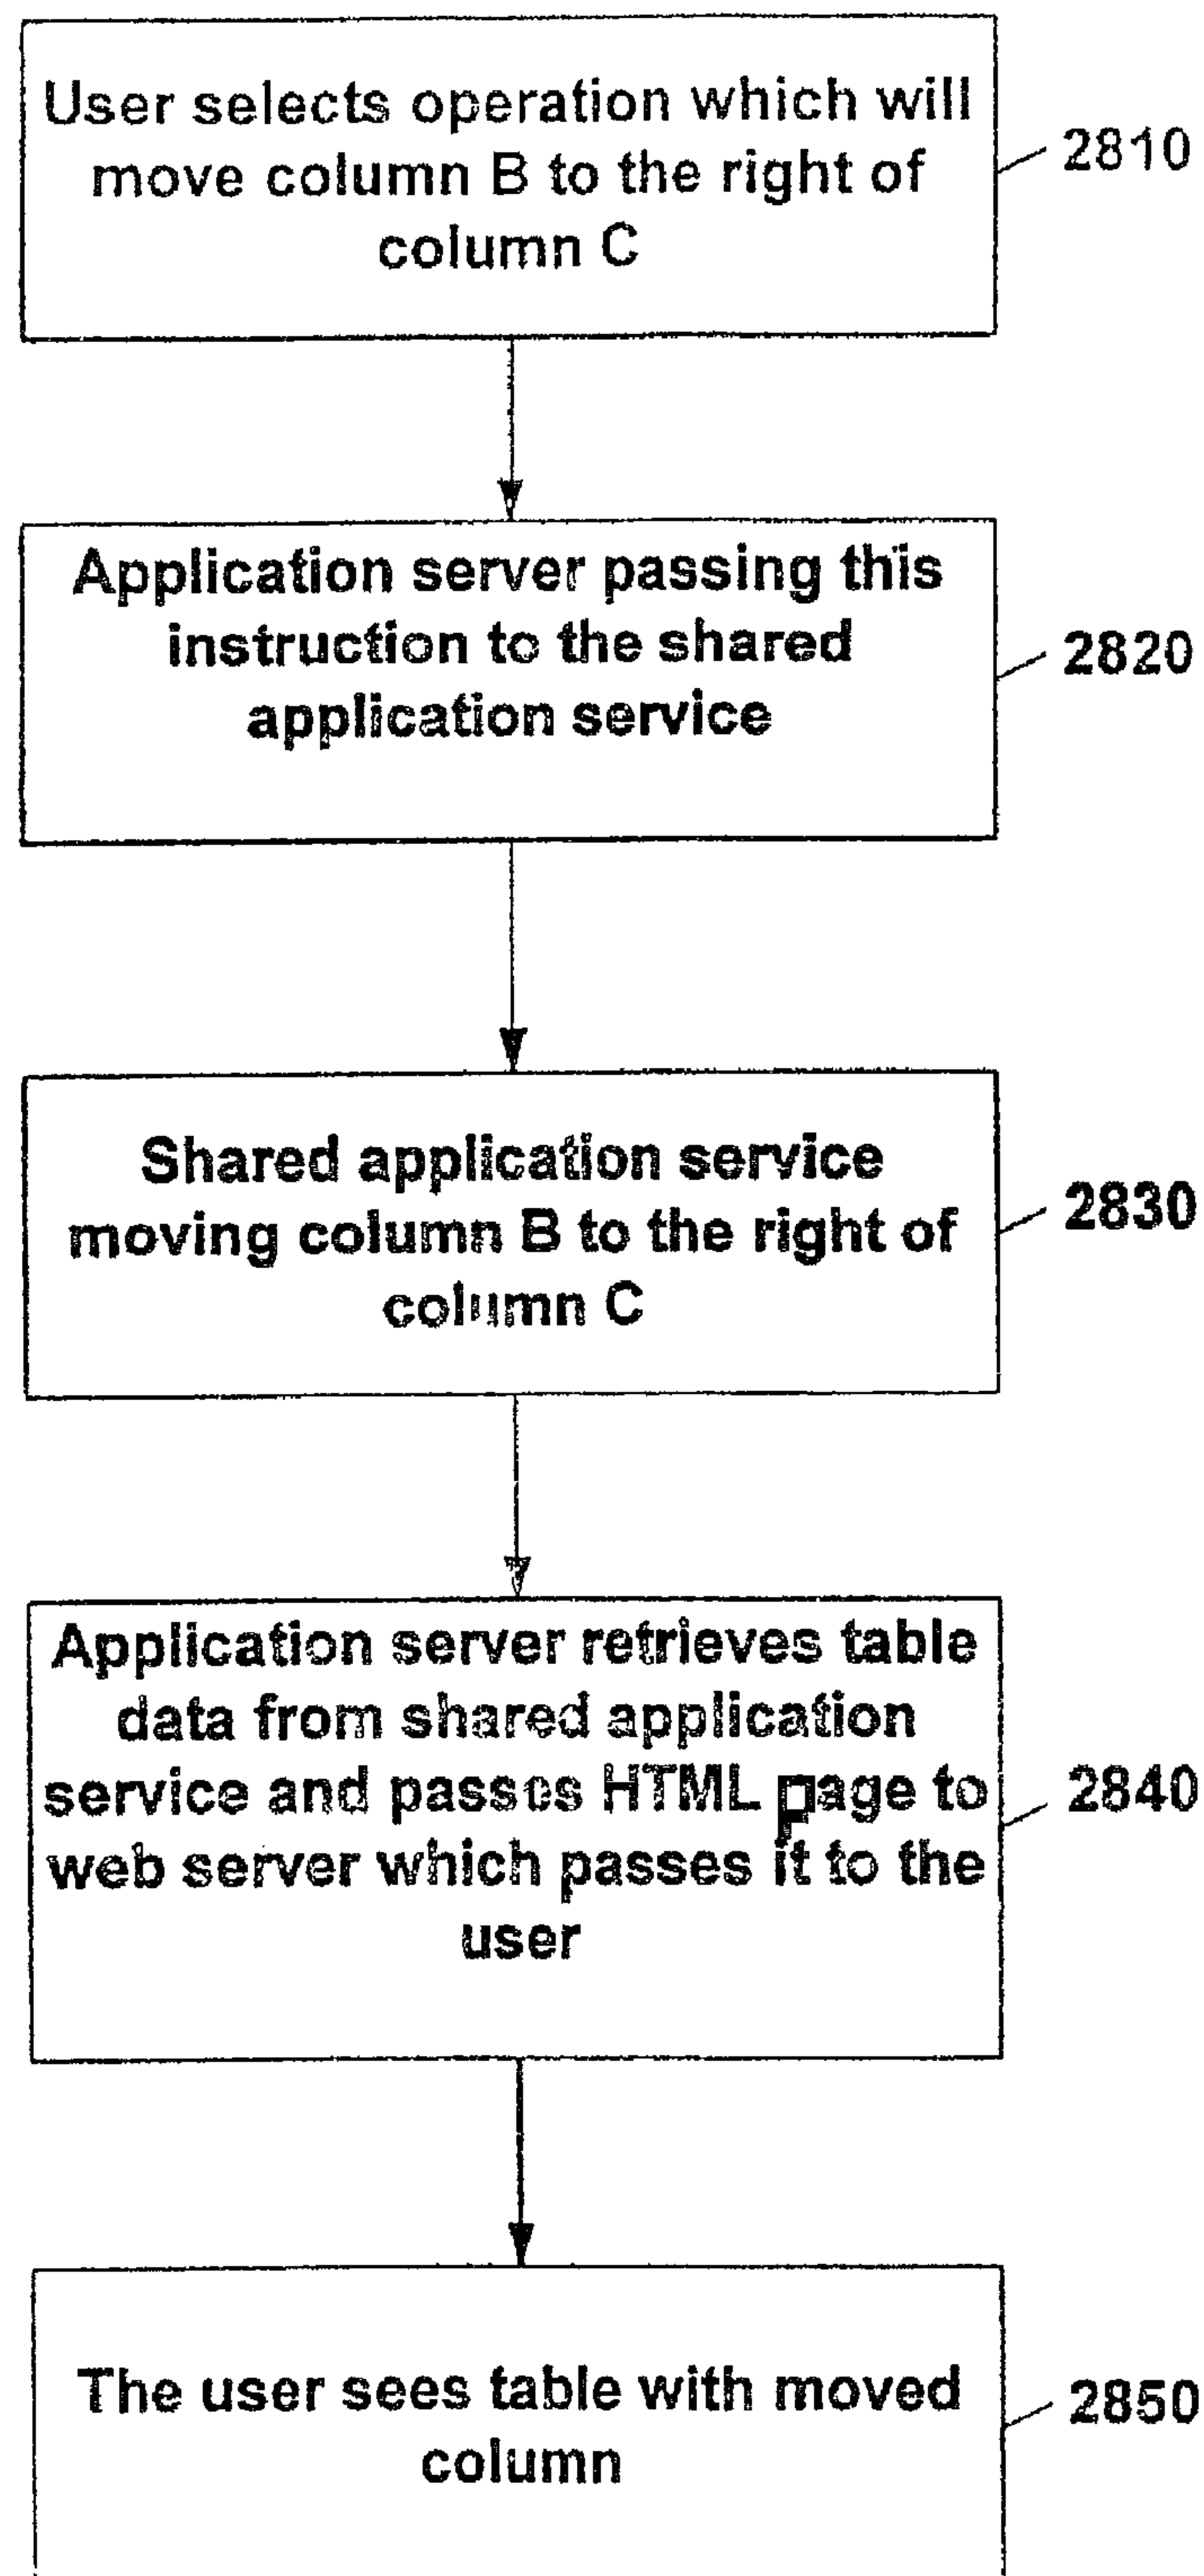 User selects operation which will
move column B to the right of
column C
2810
Application server passing this
instruction to the shared
application service
2820
Shared application service
moving column B to the right of
column C
2830
Application server retrieves table
data from shared application
service and passes HTML page to
web server which passes it to the
user
2840
The user sees table with moved
column
2850